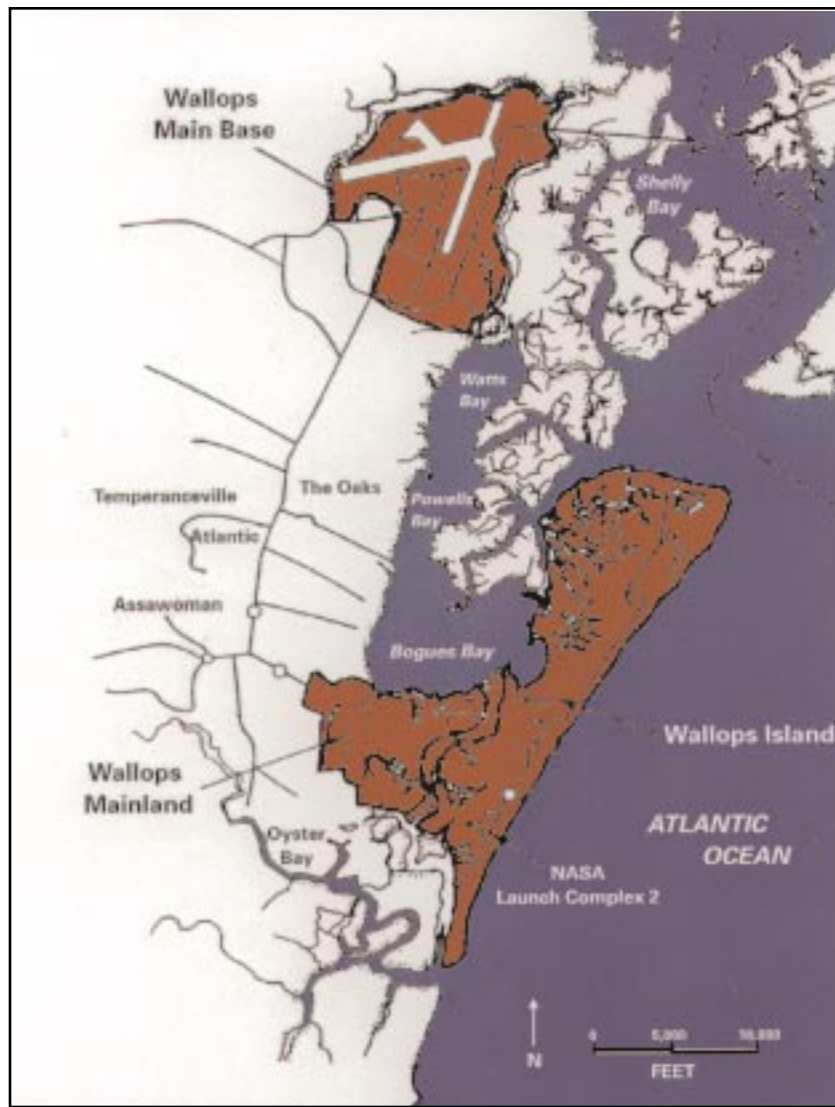 Wallops
Main Base
Shelly
Bay
Watts
Bay
Temperanceville
The Oaks
Powells
Bay
Atlantic
Assawoman
Bogues Bay
Wallops Island
Wallops
Mainland
ATLANTIC
OCEAN
Oyster
Bay
NASA
Launch Complex 2
0 5,000 10,000
N
FEET